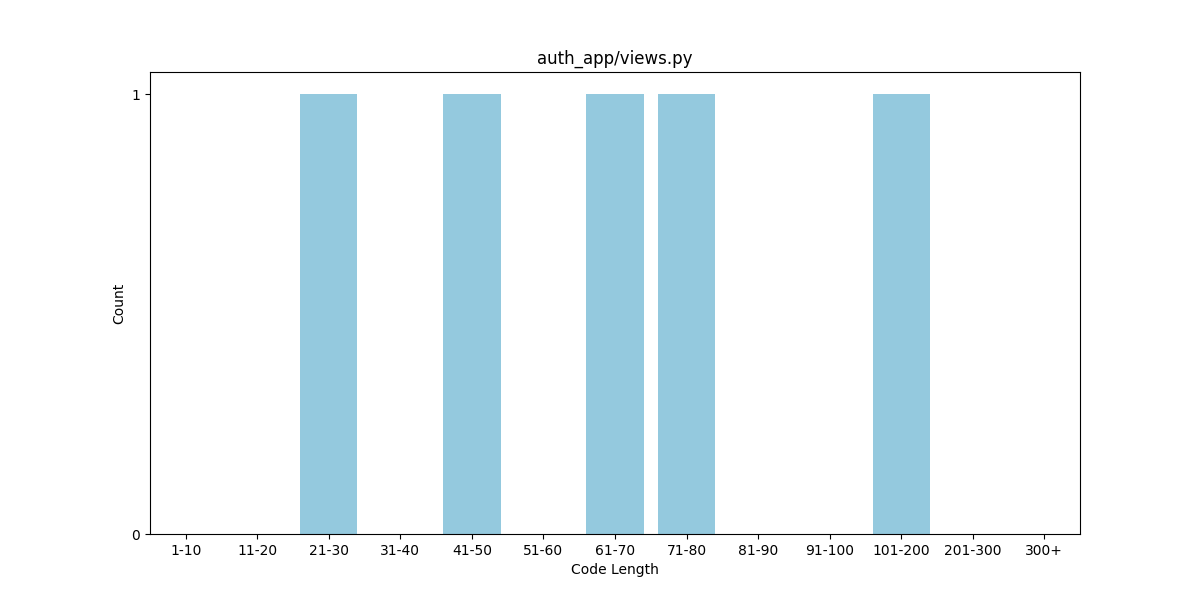 auth_app/views.py
1
Count
0
1-10 11-20 21-30 31-40 41-50 51-60 61-70 71-80 81-90 91-100 101-200 201-300 300+
Code Length